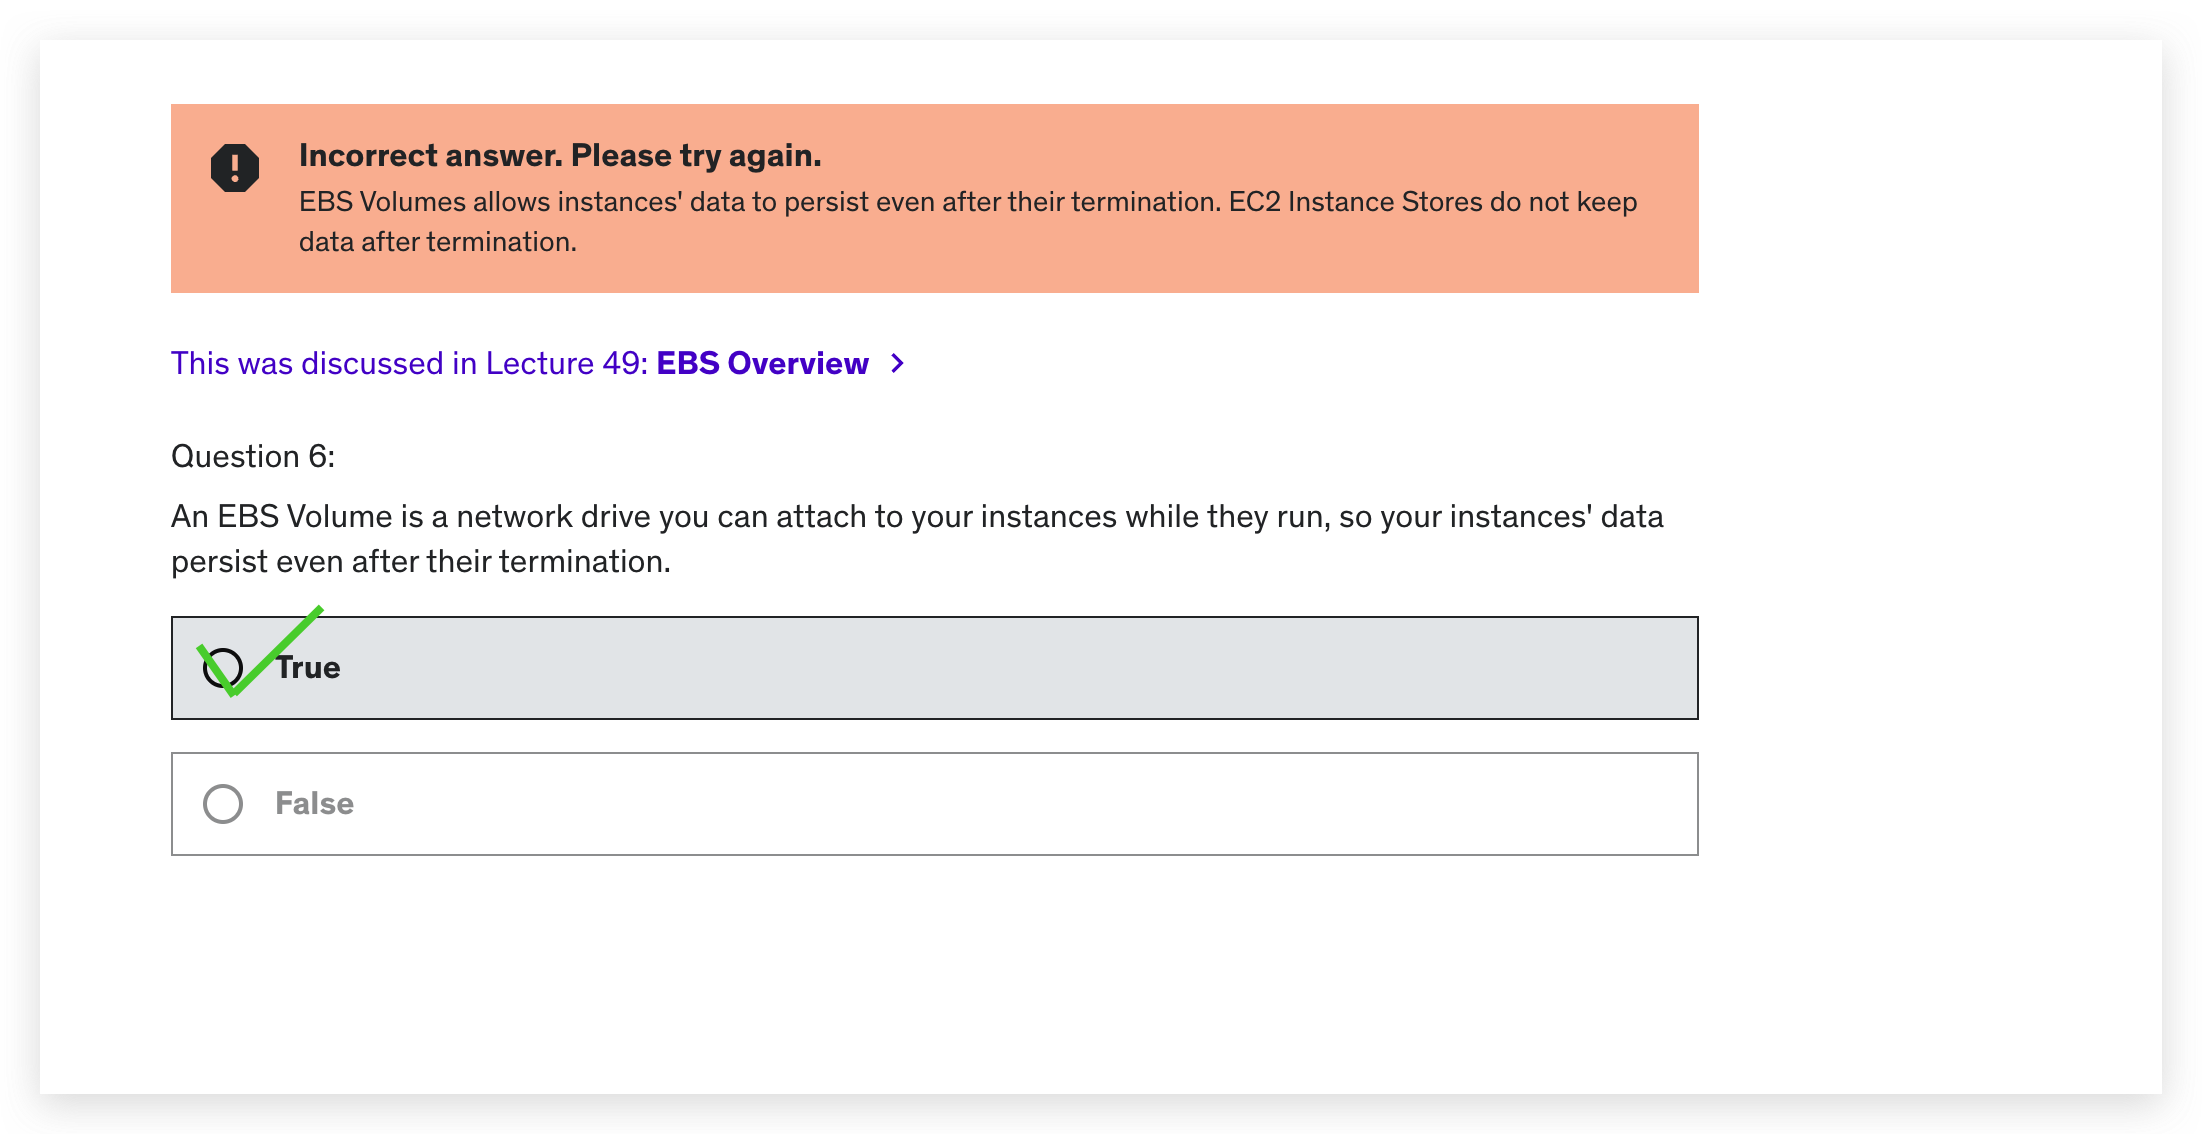 Incorrect answer. Please try again.
EBS Volumes allows instances' data to persist even after their termination. EC2 Instance Stores do not keep
data after termination.
This was discussed in Lecture 49: EBS Overview
Question 6:
An EBS Volume is a network drive you can attach to your instances while they run, so your instances' data
persist even after their termination.
True
False